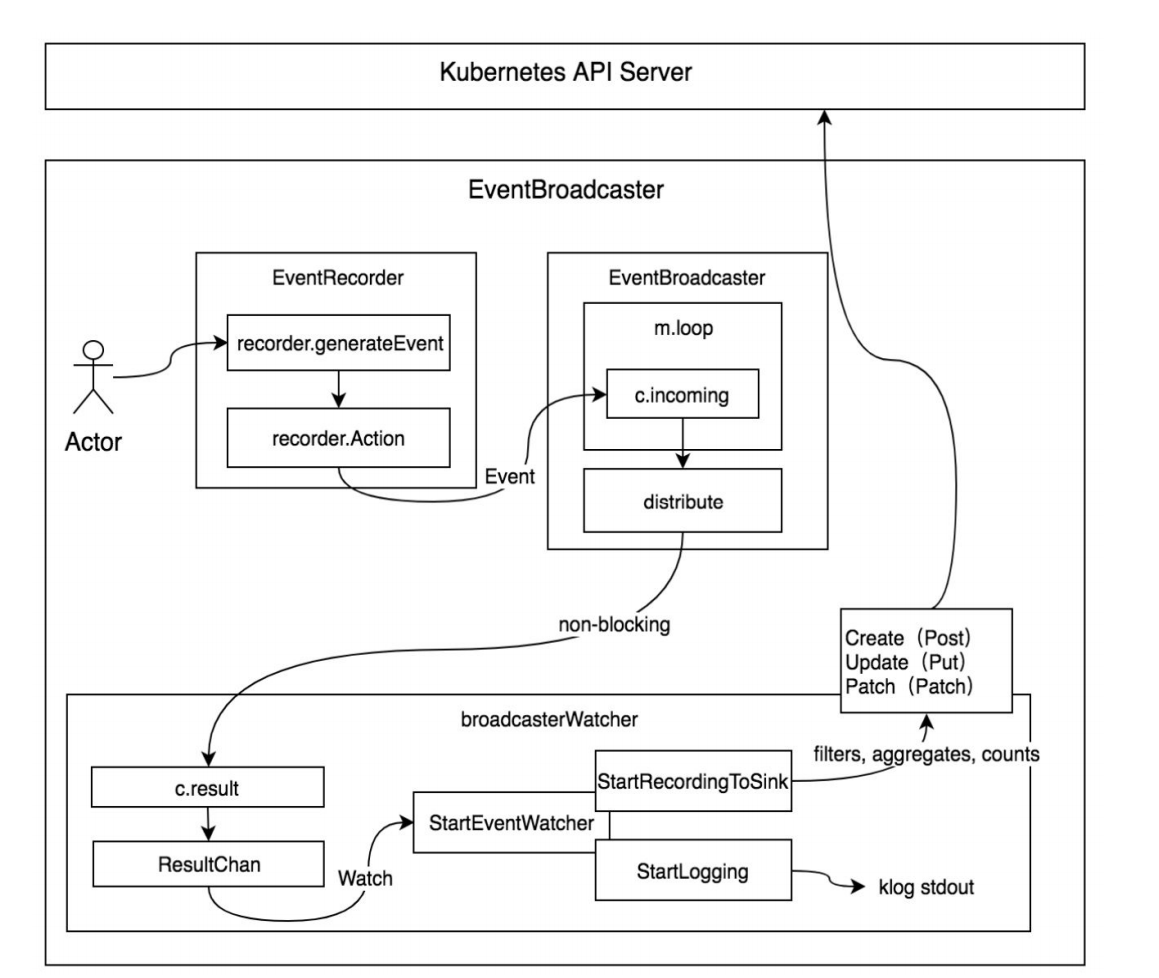 Kubernetes API Server
EventBroadcaster
EventRecorder
recorder.generateEvent
recorder.Action
Actor
Event
EventBroadcaster
m.loop
c.incoming
distribute
non-blocking
Create（Post）
Update（Put）
Patch（Patch）
broadcasterWatcher
filters, aggregates, counts
c.result
ResultChan
Watch
StartEventWatcher
StartRecordingToSink
StartLogging
klog stdout